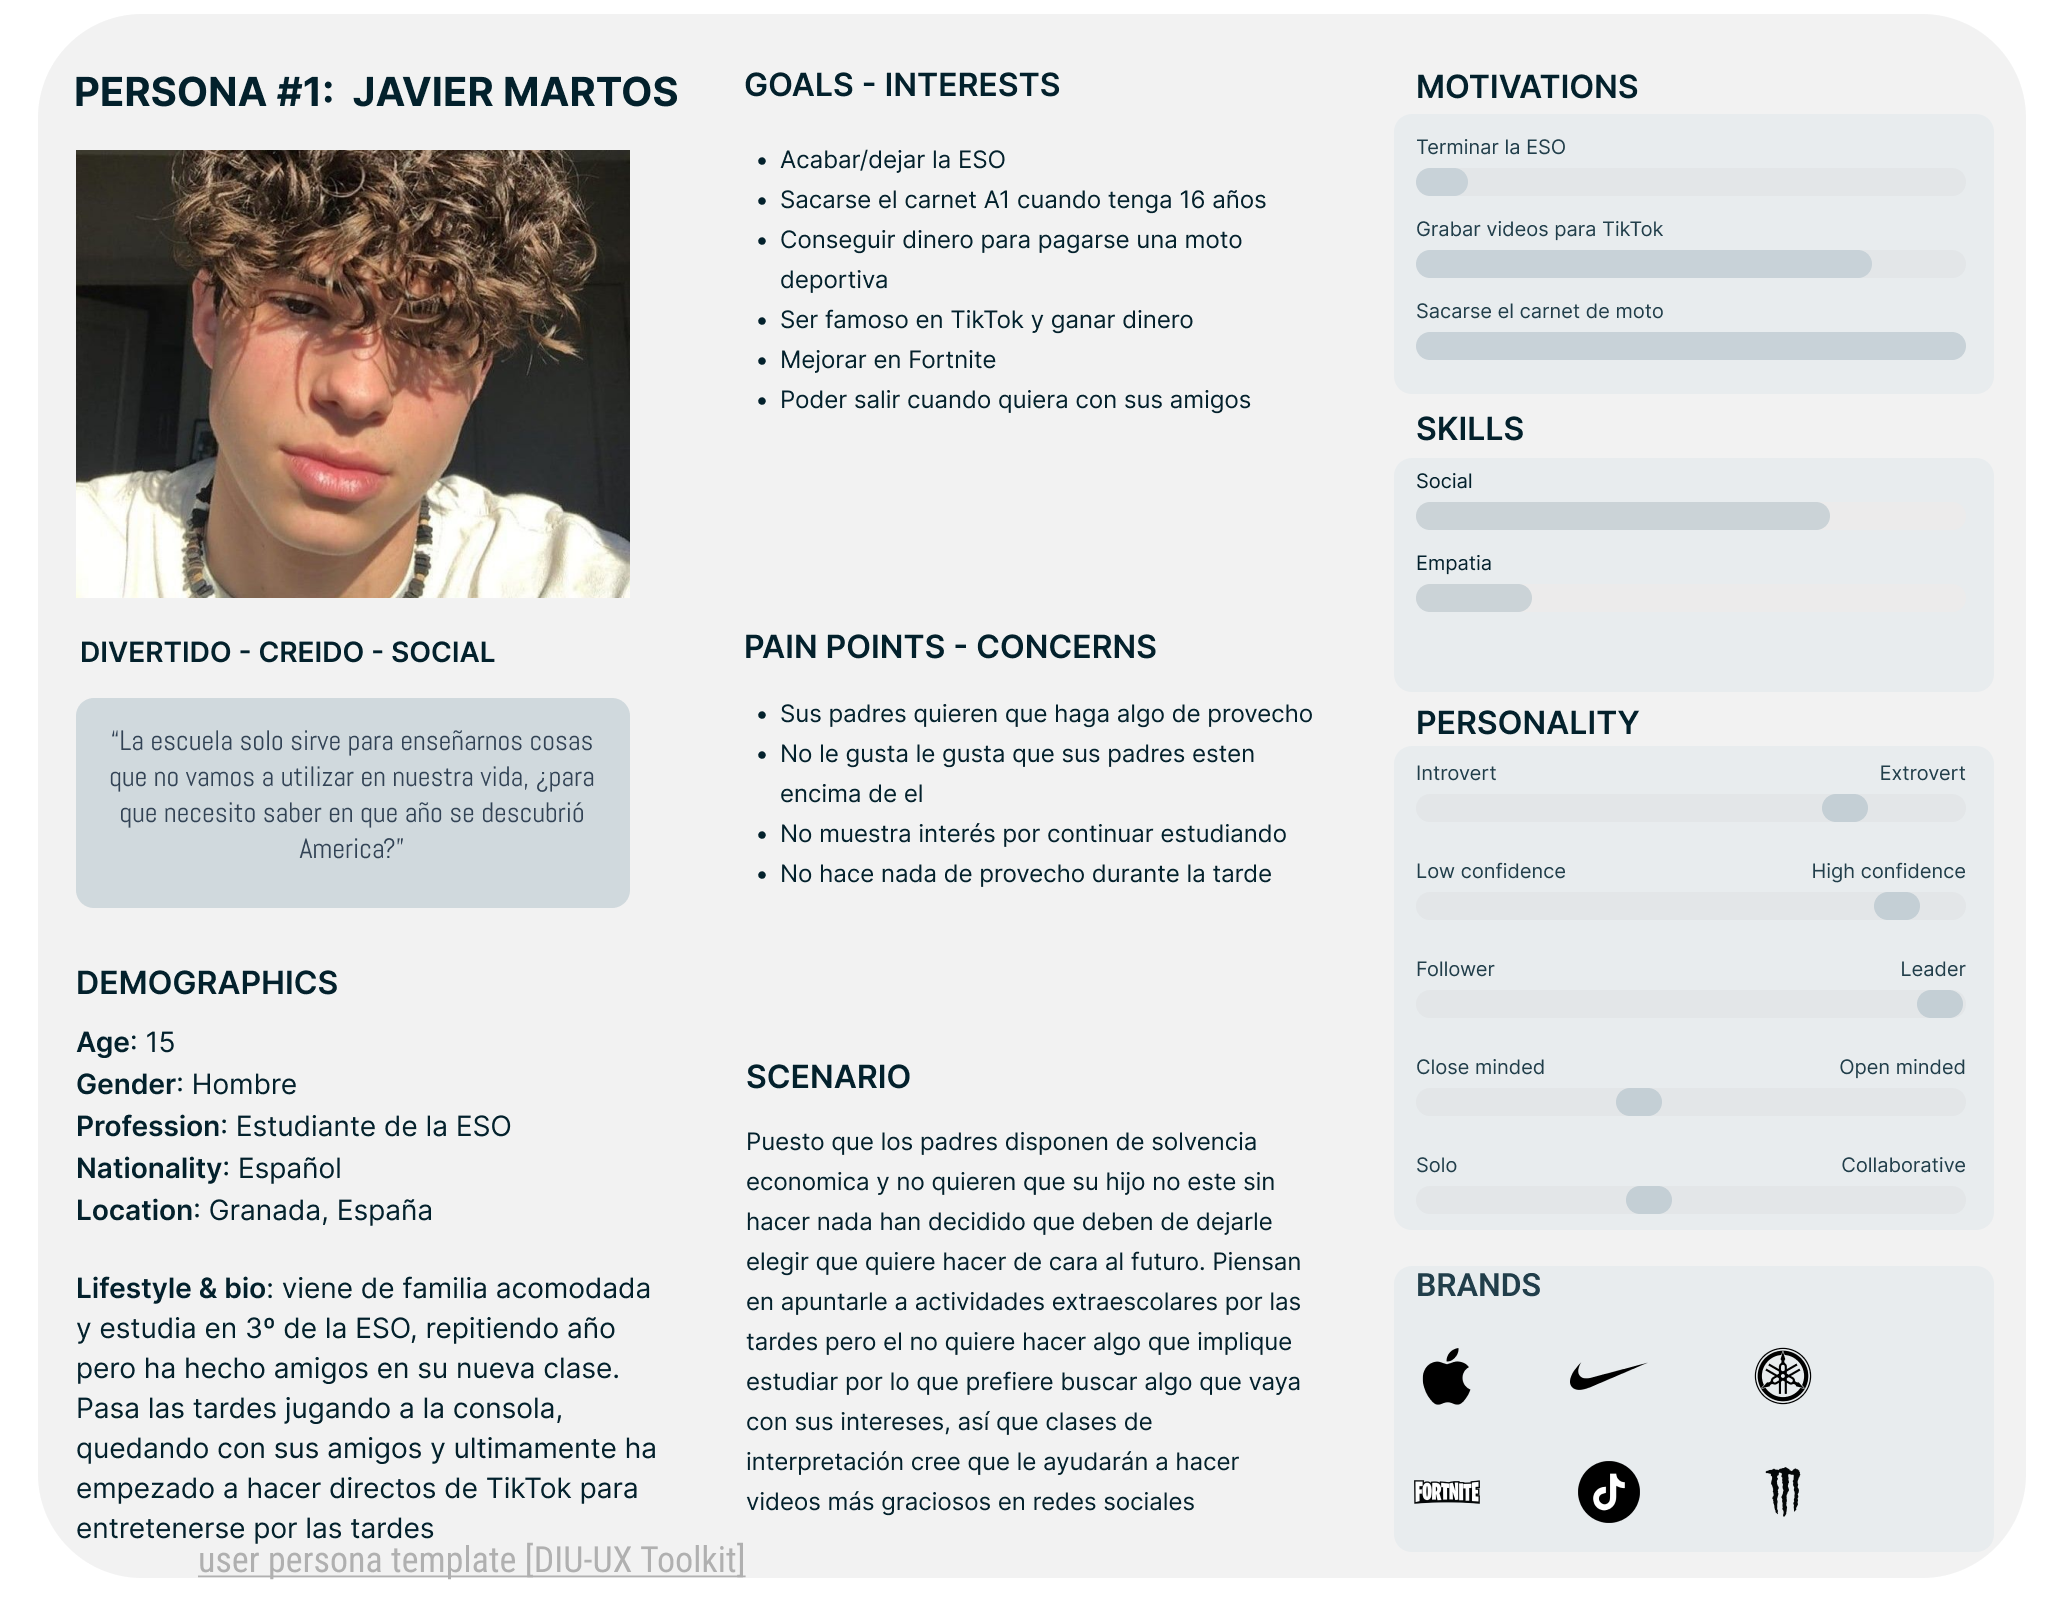 PERSONA #1:  JAVIER MARTOS
DIVERTIDO - CREIDO - SOCIAL
“La escuela solo sirve para enseñarnos cosas
que no vamos a utilizar en nuestra vida, ¿para
que necesito saber en que año se descubrió
America?”
DEMOGRAPHICS
Age: 15
Gender: Hombre
Profession: Estudiante de la ESO
Nationality: Español
Location: Granada, España
Lifestyle & bio: viene de familia acomodada
y estudia en 3º de la ESO, repitiendo año
pero ha hecho amigos en su nueva clase.
Pasa las tardes jugando a la consola,
quedando con sus amigos y ultimamente ha
empezado a hacer directos de TikTok para
entretenerse por las tardes
user persona template [DIU-UX Toolkit]
GOALS - INTERESTS
• Acabar/dejar la ESO
• Sacarse el carnet A1 cuando tenga 16 años
• Conseguir dinero para pagarse una moto
deportiva
• Ser famoso en TikTok y ganar dinero
• Mejorar en Fortnite
• Poder salir cuando quiera con sus amigos
PAIN POINTS - CONCERNS
• Sus padres quieren que haga algo de provecho
• No le gusta le gusta que sus padres esten
encima de el
• No muestra interés por continuar estudiando
• No hace nada de provecho durante la tarde
SCENARIO
Puesto que los padres disponen de solvencia
economica y no quieren que su hijo no este sin
hacer nada han decidido que deben de dejarle
elegir que quiere hacer de cara al futuro. Piensan
en apuntarle a actividades extraescolares por las
tardes pero el no quiere hacer algo que implique
estudiar por lo que prefiere buscar algo que vaya
con sus intereses, así que clases de
interpretación cree que le ayudarán a hacer
videos más graciosos en redes sociales
MOTIVATIONS
Terminar la ESO
Grabar videos para TikTok
Sacarse el carnet de moto
SKILLS
Social
Empatia
PERSONALITY
Introvert Extrovert
Low confidence High confidence
Follower Leader
Close minded Open minded
Solo Collaborative
BRANDS
FORTNITE